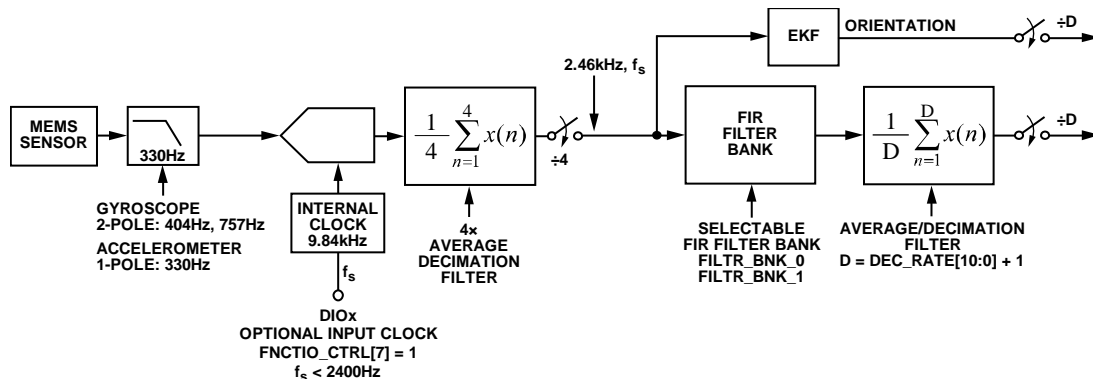 MEMS
SENSOR
330Hz
GYROSCOPE
2-POLE: 404Hz, 757Hz
ACCELEROMETER
1-POLE: 330Hz
INTERNAL
CLOCK
9.84kHz
fs
DIOx
OPTIONAL INPUT CLOCK
FNCTIO_CTRL[7] = 1
fs < 2400Hz
1/4 4∑n=1 x(n)
÷4
4×
AVERAGE
DECIMATION
FILTER
2.46kHz, fs
EKF
ORIENTATION
÷D
FIR
FILTER
BANK
SELECTABLE
FIR FILTER BANK
FILTR_BNK_0
FILTR_BNK_1
1/D D∑n=1 x(n)
÷D
AVERAGE/DECIMATION
FILTER
D = DEC_RATE[10:0] + 1